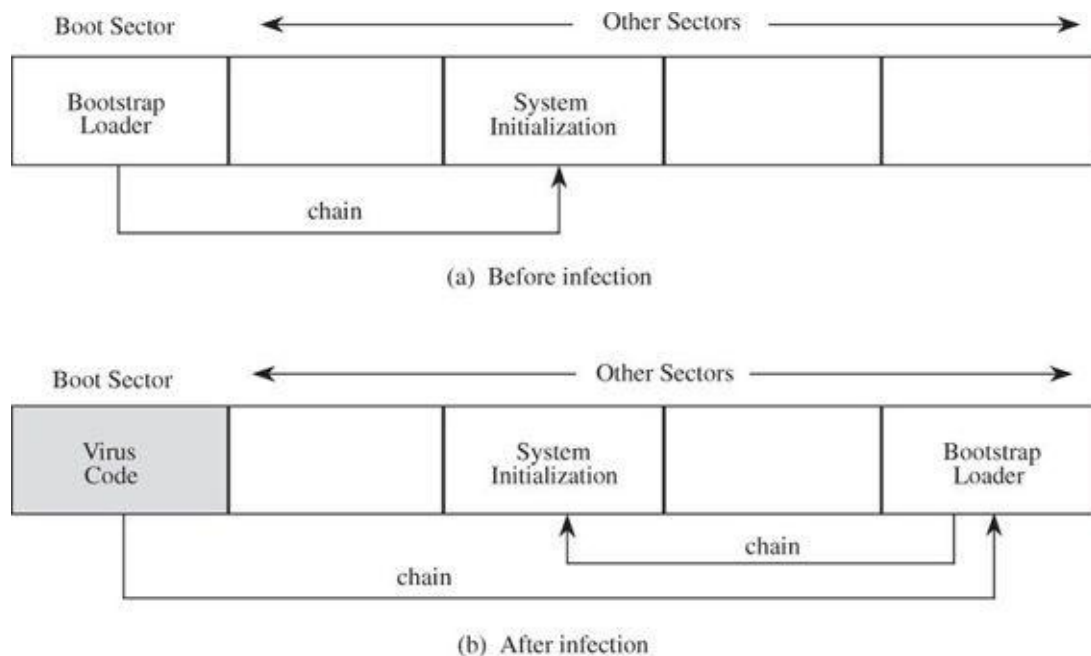 Boot Sector
Other Sectors
Bootstrap
Loader
System
Initialization
chain
(a) Before infection
Boot Sector
Other Sectors
Virus
Code
System
Initialization
Bootstrap
Loader
chain
chain
(b) After infection